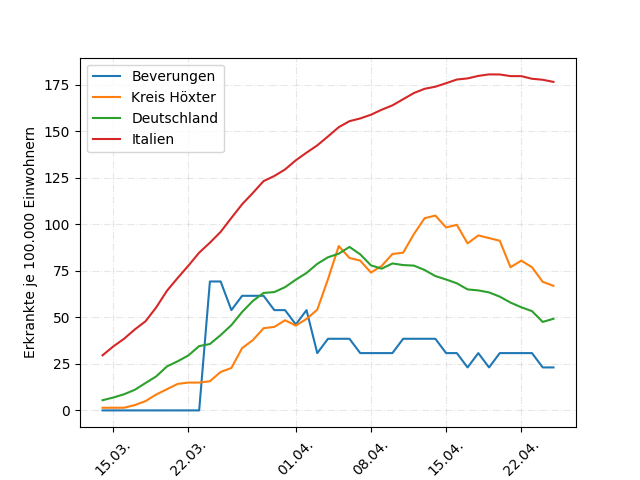 Beverungen
Kreis Höxter
Deutschland
Italien
Erkrankte je 100.000 Einwohnern
175
150
125
100
75
50
25
0
15.03.
22.03.
01.04.
08.04.
15.04.
22.04.